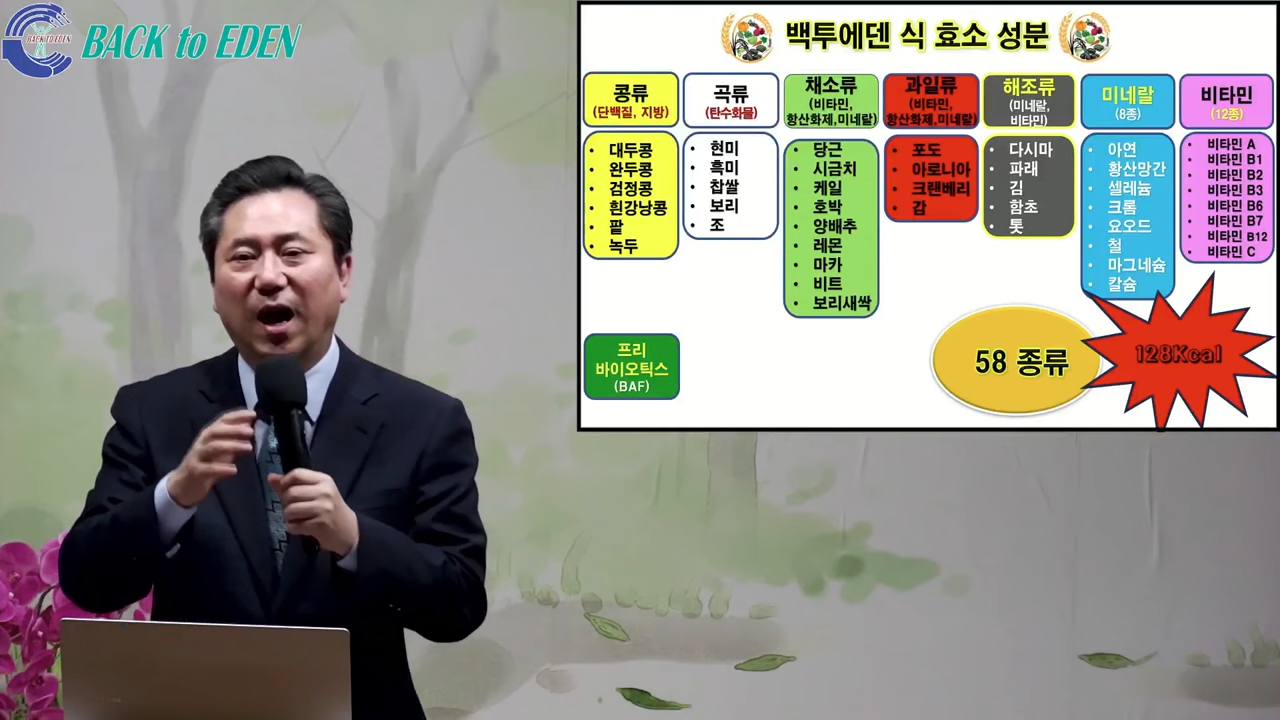 BACK TO EDEN
BACK to EDEN
백투에덴 식 효소 성분
콩류
(단백질, 지방)
• 대두콩
• 완두콩
• 검정콩
• 흰강낭콩
• 팥
• 녹두
곡류
(탄수화물)
• 현미
• 흑미
• 찹쌀
• 보리
• 조
채소류
(비타민,
항산화제,미네랄)
• 당근
• 시금치
• 케일
• 호박
• 양배추
• 레몬
• 마카
• 비트
• 보리새싹
과일류
(비타민,
항산화제,미네랄)
• 포도
• 아로니아
• 크랜베리
• 감
해조류
(미네랄,
비타민)
• 다시마
• 파래
• 김
• 함초
• 톳
미네랄
(8종)
• 아연
• 황산망간
• 셀레늄
• 크롬
• 요오드
• 철
• 마그네슘
• 칼슘
비타민
(12종)
• 비타민 A
• 비타민 B1
• 비타민 B2
• 비타민 B3
• 비타민 B6
• 비타민 B7
• 비타민 B12
• 비타민 C
프리
바이오틱스
(BAF)
58 종류
128Kcal